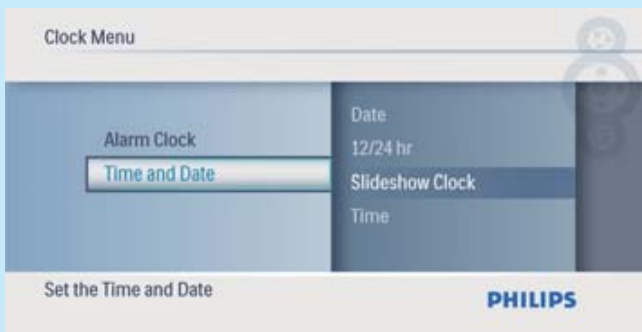 Clock Menu
Alarm Clock
Time and Date
Date
12/24 hr
Slideshow Clock
Time
Set the Time and Date
PHILIPS